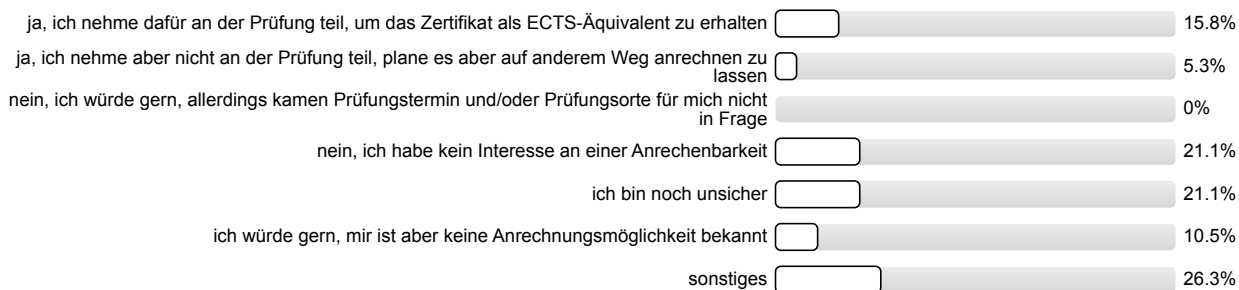 ja, ich nehme dafür an der Prüfung teil, um das Zertifikat als ECTS-Äquivalent zu erhalten 15.8%
ja, ich nehme aber nicht an der Prüfung teil, plane es aber auf anderem Weg anrechnen zu
lassen 5.3%
nein, ich würde gern, allerdings kamen Prüfungstermin und/oder Prüfungsorte für mich nicht
in Frage 0%
nein, ich habe kein Interesse an einer Anrechenbarkeit 21.1%
ich bin noch unsicher 21.1%
ich würde gern, mir ist aber keine Anrechnungsmöglichkeit bekannt 10.5%
sonstiges 26.3%